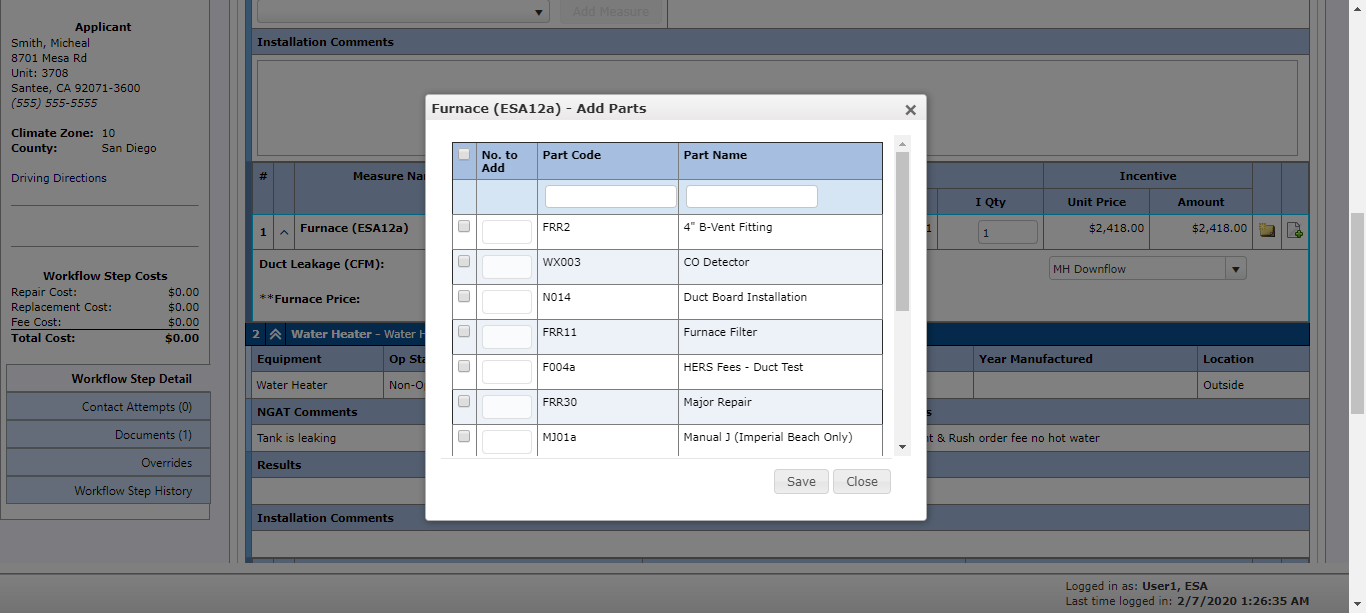 Applicant
Smith, Micheal
8701 Mesa Rd
Unit: 3708
Santee, CA 92071-3600
(555) 555-5555
Climate Zone: 10
County: San Diego
Driving Directions
Workflow Step Costs
Repair Cost: $0.00
Replacement Cost: $0.00
Fee Cost: $0.00
Total Cost: $0.00
Workflow Step Detail
Contact Attempts (0)
Documents (1)
Overrides
Workflow Step History
Add Measure
Installation Comments
# Measure Na Incentive
I Qty Unit Price Amount
1 Furnace (ESA12a) 1 1 $2,418.00 $2,418.00
Duct Leakage (CFM): MH Downflow
**Furnace Price:
2 Water Heater - Water H
Equipment Op Sta Year Manufactured Location
Water Heater Non-Op Outside
NGAT Comments s
Tank is leaking t & Rush order fee no hot water
Results
Installation Comments
Furnace (ESA12a) - Add Parts
No. to Add Part Code Part Name
FRR2 4" B-Vent Fitting
WX003 CO Detector
N014 Duct Board Installation
FRR11 Furnace Filter
F004a HERS Fees - Duct Test
FRR30 Major Repair
MJ01a Manual J (Imperial Beach Only)
Save Close
Logged in as: User1, ESA
Last time logged in: 2/7/2020 1:26:35 AM